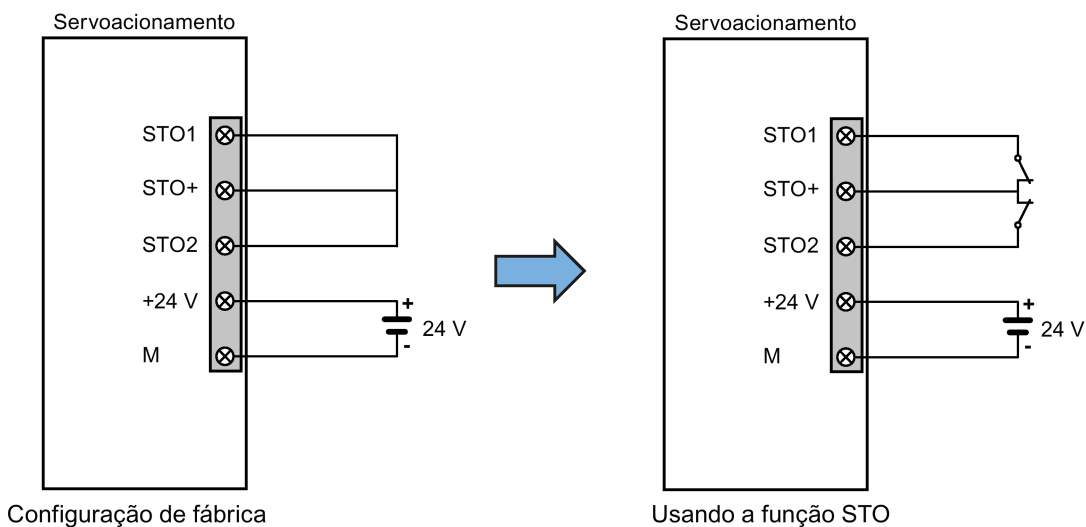 Servoacionamento
STO1
STO+
STO2
+24 V
M
+
24 V
-
Configuração de fábrica
Servoacionamento
STO1
STO+
STO2
+24 V
M
+
24 V
-
Usando a função STO